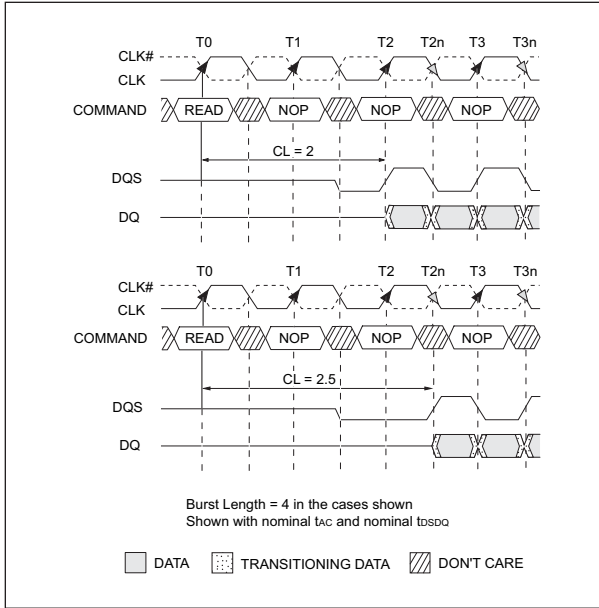 T0 T1 T2 T2n T3 T3n
CLK#
CLK
COMMAND READ NOP NOP NOP
CL = 2
DQS
DQ
T0 T1 T2 T2n T3 T3n
CLK#
CLK
COMMAND READ NOP NOP NOP
CL = 2.5
DQS
DQ
Burst Length = 4 in the cases shown
Shown with nominal tAC and nominal tDSDQ
DATA TRANSITIONING DATA DON'T CARE